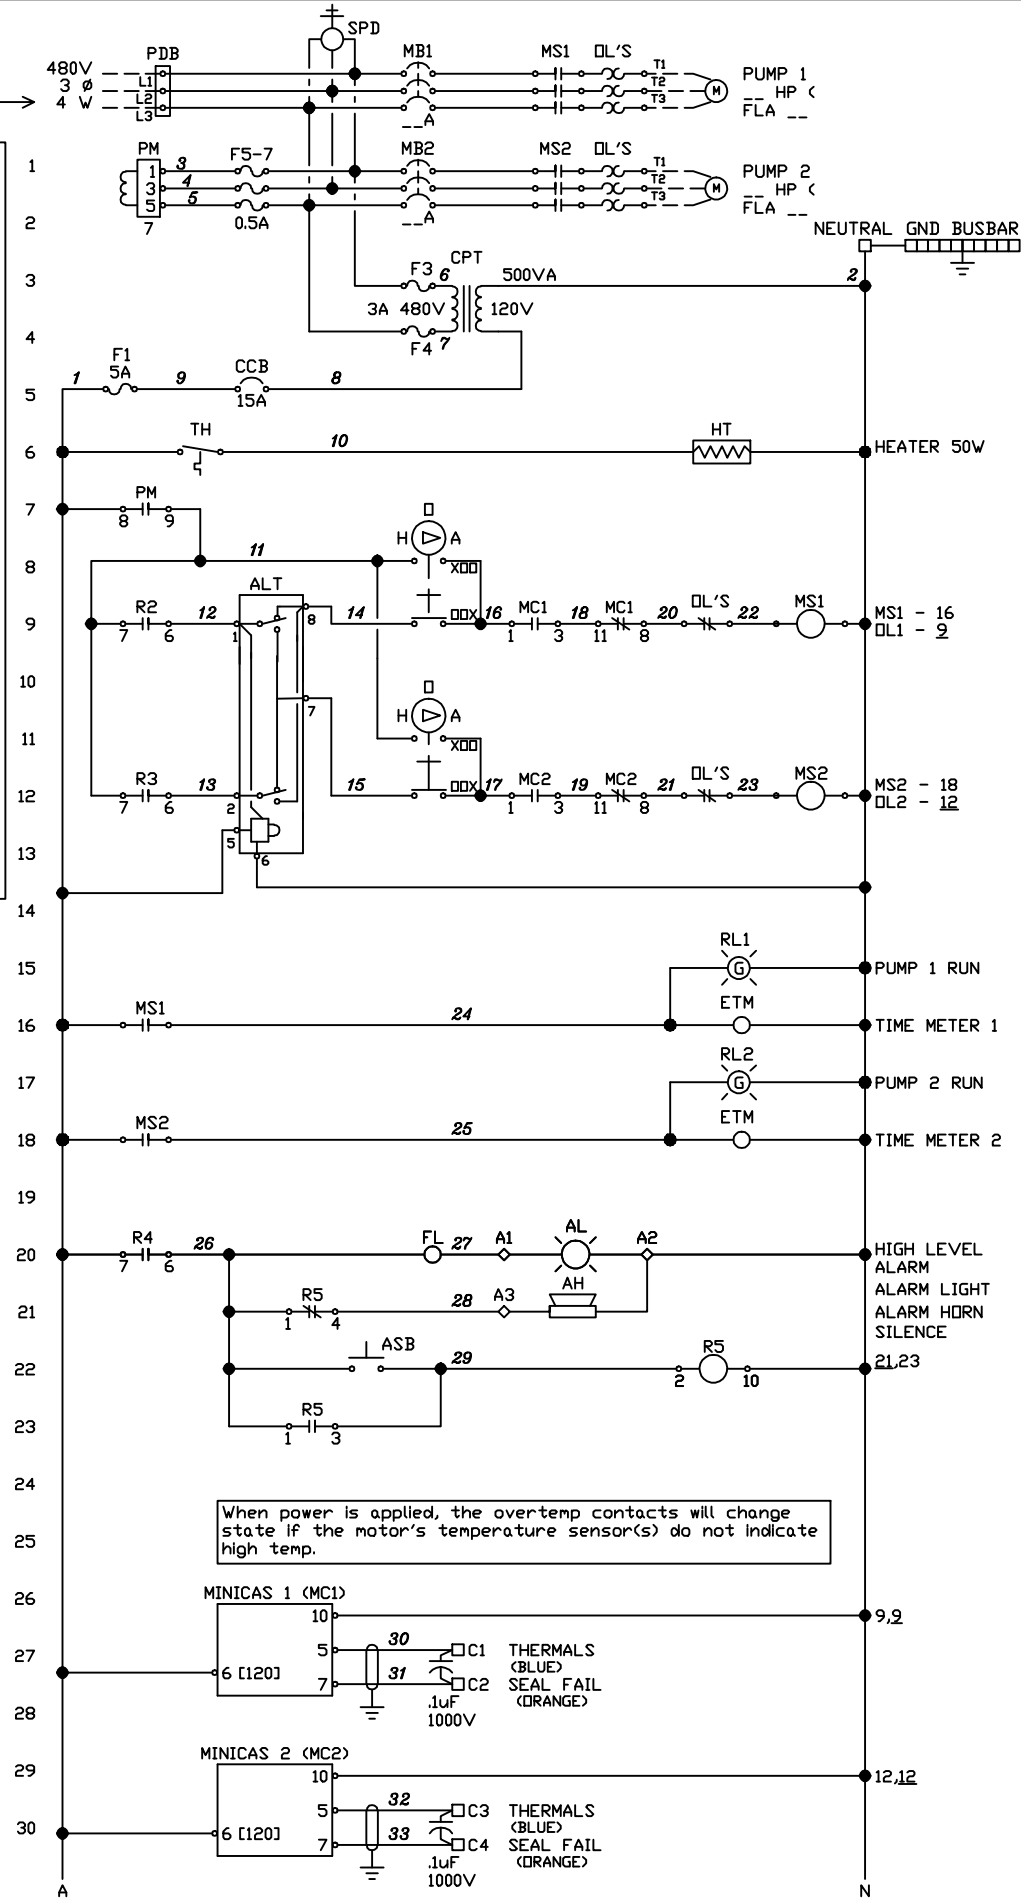 SPD
PDB
MB1
MS1
OL'S
480V
3 Ø
4 W
L1
L2
L3
T1
T2
T3
M
PUMP 1
__ HP (
FLA __
__A
1
PM
F5-7
MB2
MS2
OL'S
1
3
5
7
3
4
5
0.5A
__A
T1
T2
T3
M
PUMP 2
__ HP (
FLA __
2
NEUTRAL
GND BUSBAR
3
F3
6
CPT
500VA
2
3A
480V
120V
4
F4
7
F1
5A
CCB
15A
1
9
8
5
6
TH
10
HT
HEATER 50W
7
PM
8
9
O
H
A
XOO
8
11
ALT
9
R2
7
6
12
1
8
14
OOX
16
MC1
1
3
18
MC1
11
8
20
OL'S
22
MS1
MS1 - 16
OL1 - 9
10
7
O
H
A
XOO
11
12
R3
7
6
13
2
15
OOX
17
MC2
1
3
19
MC2
11
8
21
OL'S
23
MS2
MS2 - 18
OL2 - 12
5
6
13
14
15
RL1
G
PUMP 1 RUN
16
MS1
24
ETM
TIME METER 1
17
RL2
G
PUMP 2 RUN
18
MS2
25
ETM
TIME METER 2
19
20
R4
7
6
26
FL
27
A1
AL
A2
HIGH LEVEL
ALARM
ALARM LIGHT
21
R5
1
4
28
A3
AH
ALARM HORN
SILENCE
22
ASB
29
R5
2
10
21,23
23
R5
1
3
24
25
When power is applied, the overtemp contacts will change
state if the motor's temperature sensor(s) do not indicate
high temp.
26
MINICAS 1 (MC1)
10
9,9
27
5
30
C1
THERMALS
(BLUE)
6 [120]
7
31
C2
SEAL FAIL
(ORANGE)
.1uF
1000V
28
29
MINICAS 2 (MC2)
10
12,12
30
5
32
C3
THERMALS
(BLUE)
6 [120]
7
33
C4
SEAL FAIL
(ORANGE)
.1uF
1000V
A
N